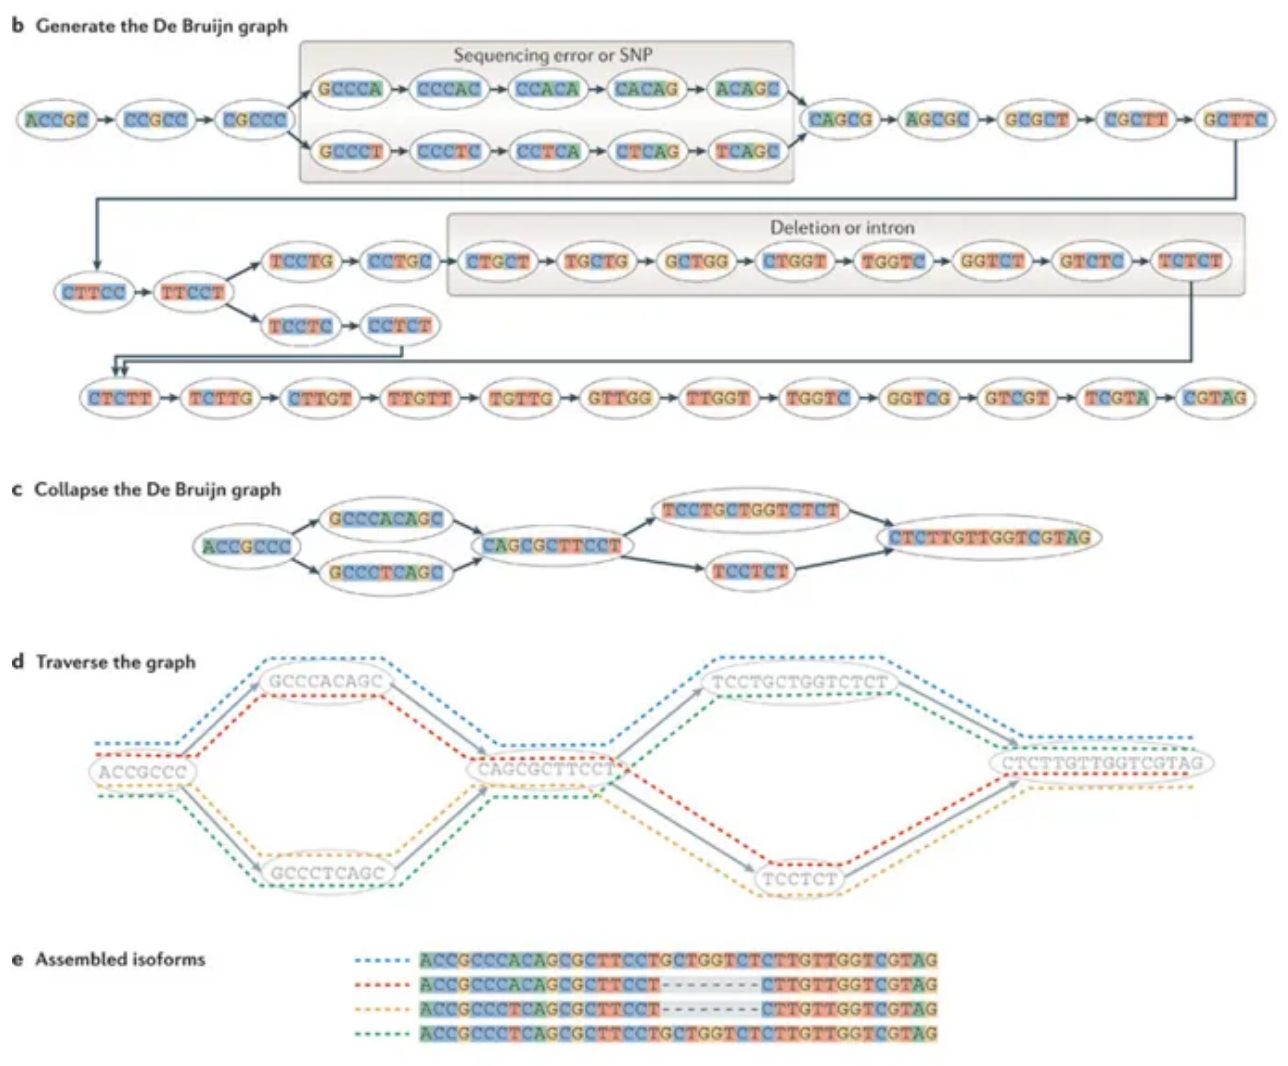 b Generate the De Bruijn graph
Sequencing error or SNP
GCCCA CCCAC CCACA CACAG ACAGC
ACCGC CCGCC CGCCC CAGCG AGCGC GCGCT CGCTT GCTTC
GCCCT CCCTC CCTCA CTCAG TCAGC
Deletion or intron
TCCTG CCTGC CTGCT TGCTG GCTGG CTGGT TGGTC GGTCT GTCTC TCTCT
CTTCC TTCCT
TCCTC CCTCT
CTCTT TCTTG CTTGT TTGTT TGTTG GTTGG TTGGT TGGTC GGTCG GTCGT TCGTA CGTAG
c Collapse the De Bruijn graph
TCCTGCTGGTCTCT
GCCCACAGC
ACCGCCC CAGCGCTTCCT CTCTTGTTGGTCGTAG
GCCCTCAGC TCCTCT
d Traverse the graph
GCCCACAGC TCCTGCTGGTCTCT
ACCGCCC CAGCGCTTCCT CTCTTGTTGGTCGTAG
GCCCTCAGC TCCTCT
e Assembled isoforms
ACCGCCCACAGCGCTTCCTGCTGGTCTCTTGTTGGTCGTAG
ACCGCCCACAGCGCTTCCT--------CTTGTTGGTCGTAG
ACCGCCCTCAGCGCTTCCT--------CTTGTTGGTCGTAG
ACCGCCCTCAGCGCTTCCTGCTGGTCTCTTGTTGGTCGTAG